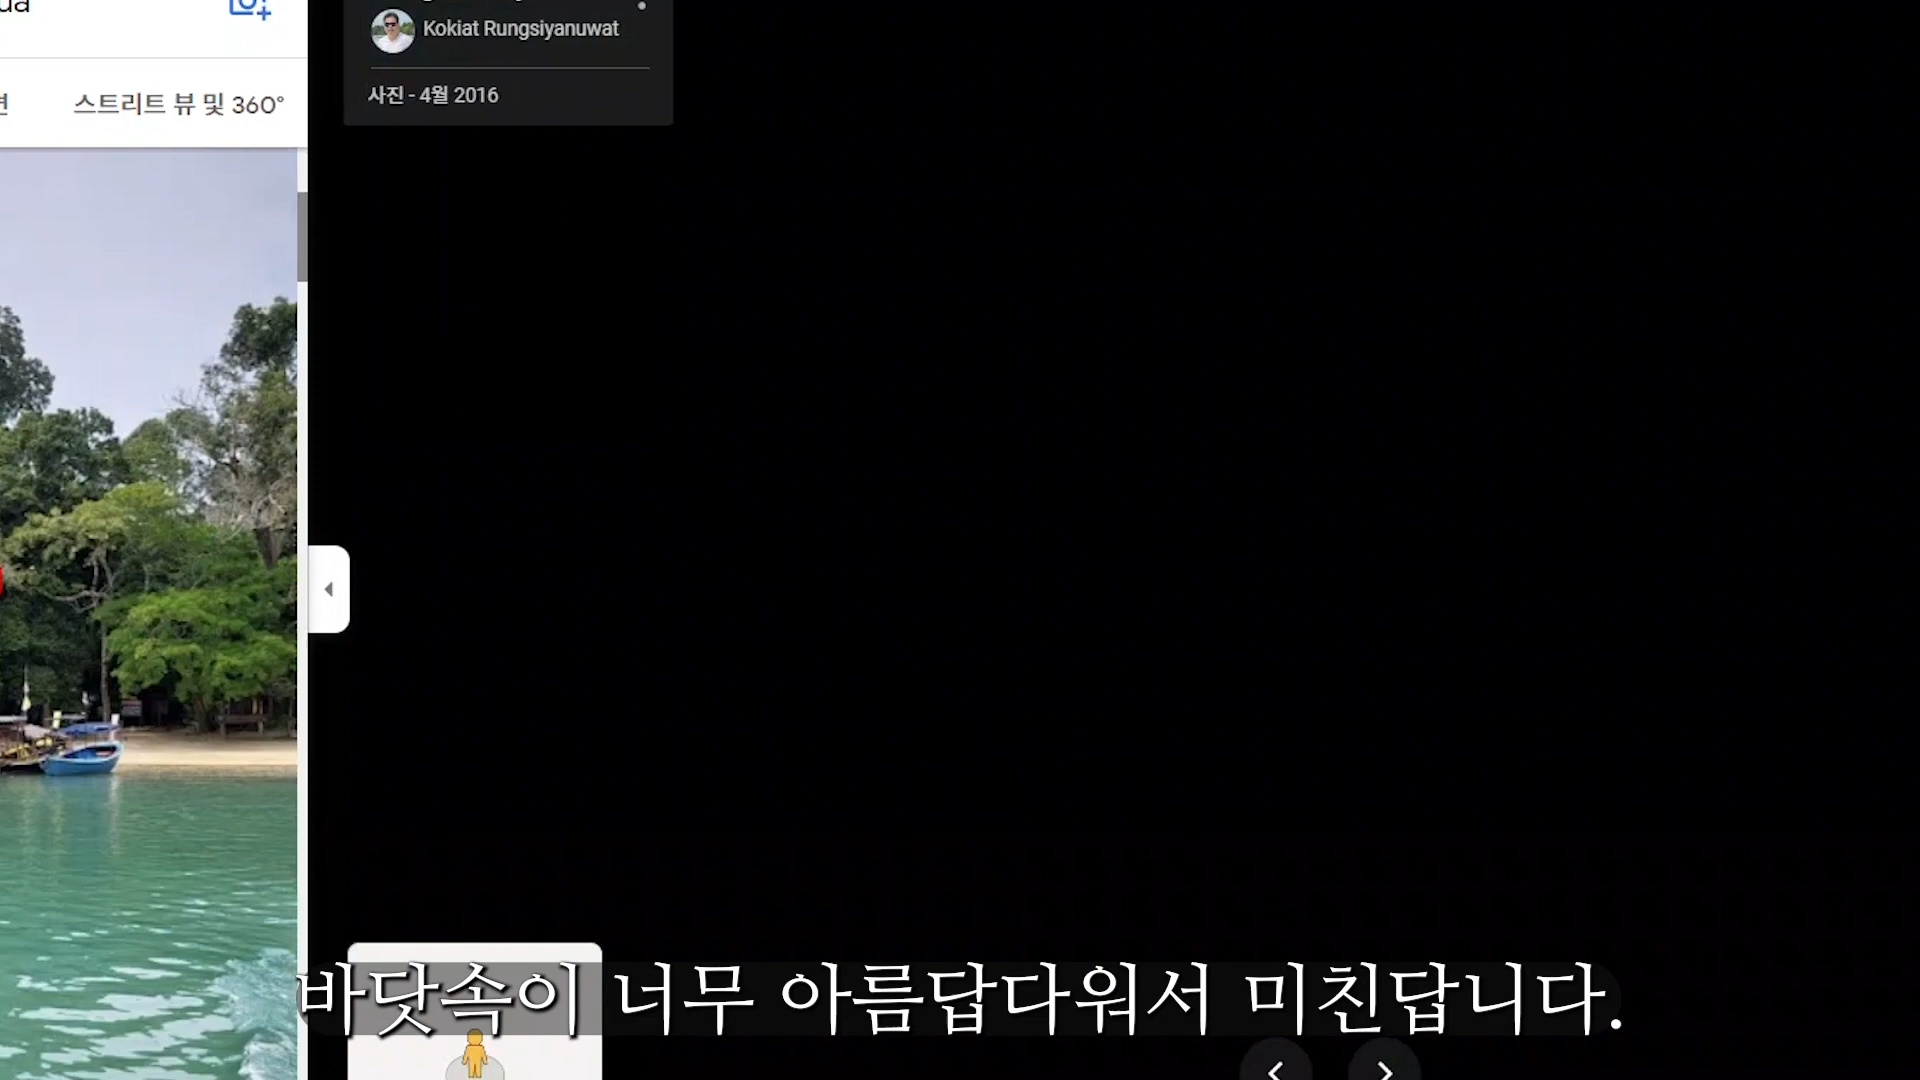 Kokiat Rungsiyanuwat
사진 - 4월 2016
스트리트 뷰 및 360°
바닷속이 너무 아름답다워서 미친답니다.